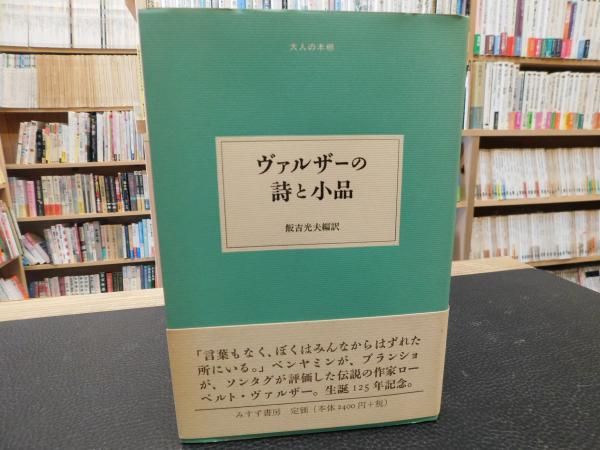 大人の本棚
ヴァルザーの
詩と小品
飯吉光夫編訳
「言葉もなく、ぼくはみんなからはずれた
所にいる。」ベンヤミンが、ブランショ
が、ソンタグが評価した伝説の作家ロー
ベルト・ヴァルザー。生誕125年記念。
みすず書房 定価（本体2400円+税）